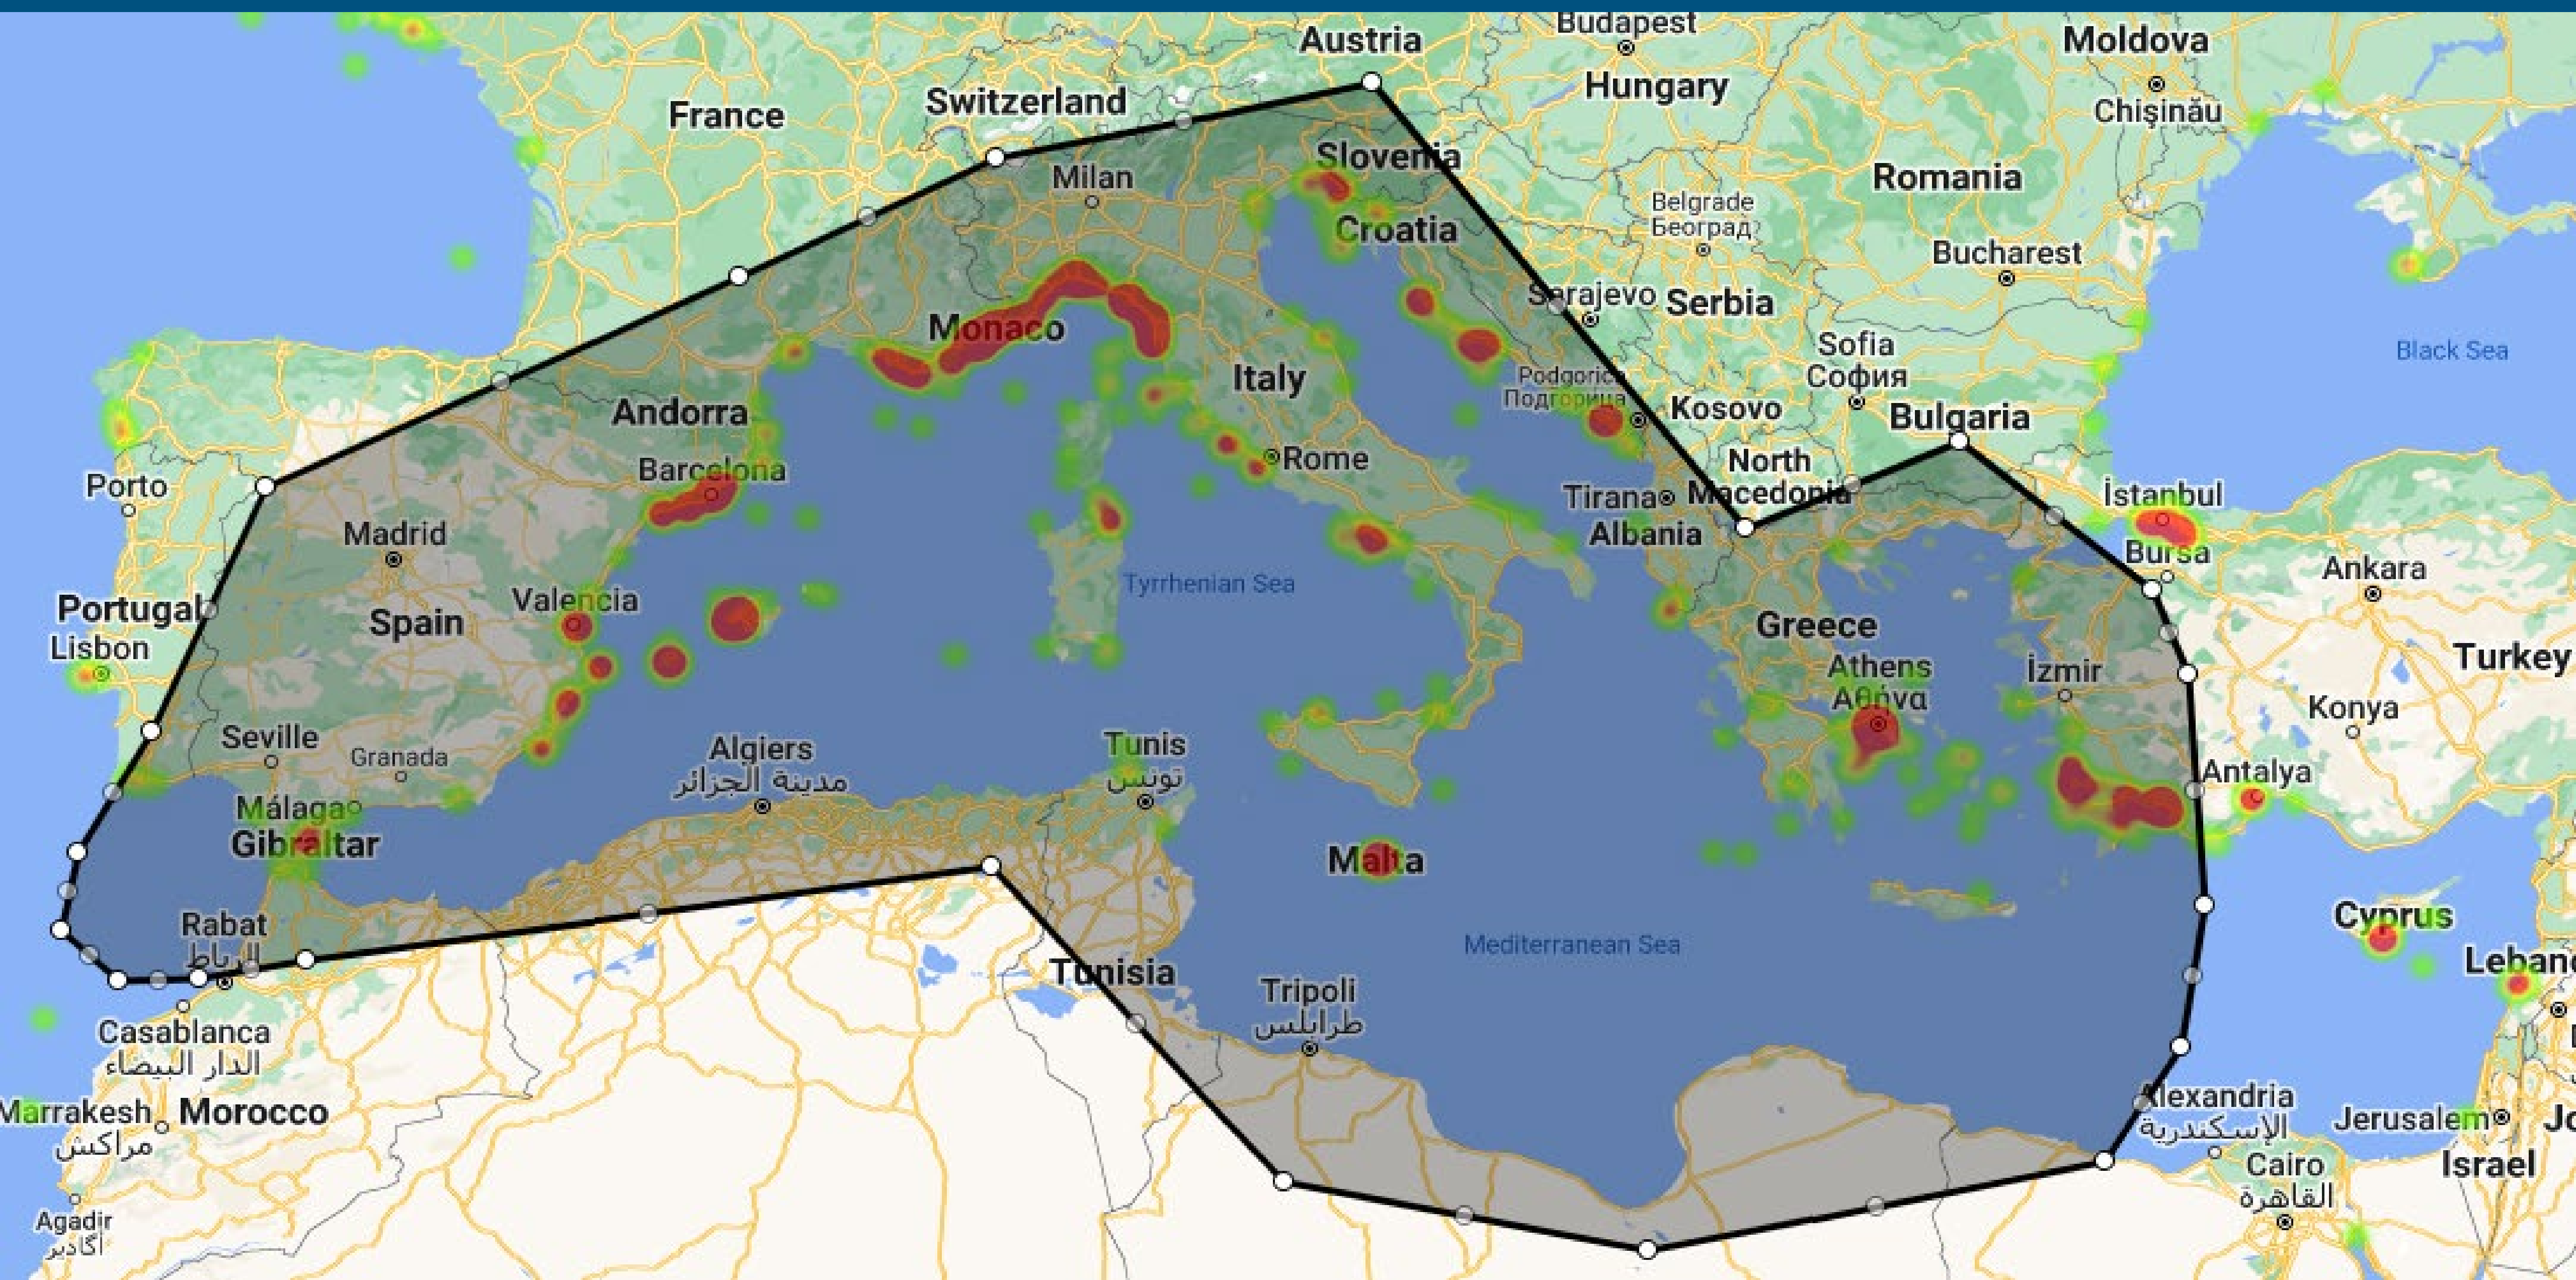 Austria
Budapest
Hungary
Moldova
Chişinău
France
Switzerland
Slovenia
Milan
Romania
Belgrade
Београд
Croatia
Bucharest
Sarajevo
Serbia
Monaco
Sofia
София
Black Sea
Italy
Podgorica
Подгорица
Kosovo
Bulgaria
Andorra
Barcelona
Rome
North
Macedonia
Porto
Tirana
Albania
İstanbul
Bursa
Madrid
Ankara
Valencia
Tyrrhenian Sea
Portugal
Spain
Greece
Lisbon
Athens
Αθήνα
İzmir
Turkey
Konya
Seville
Granada
Algiers
مدينة الجزائر
Tunis
تونس
Antalya
Málaga
Gibraltar
Malta
Rabat
الرباط
Cyprus
Mediterranean Sea
Leban
Tunisia
Tripoli
طرابلس
Casablanca
الدار البيضاء
Marrakesh
مراكش
Morocco
Alexandria
الإسكندرية
Jerusalem
Jo
Israel
Cairo
القاهرة
Agadir
أكادير